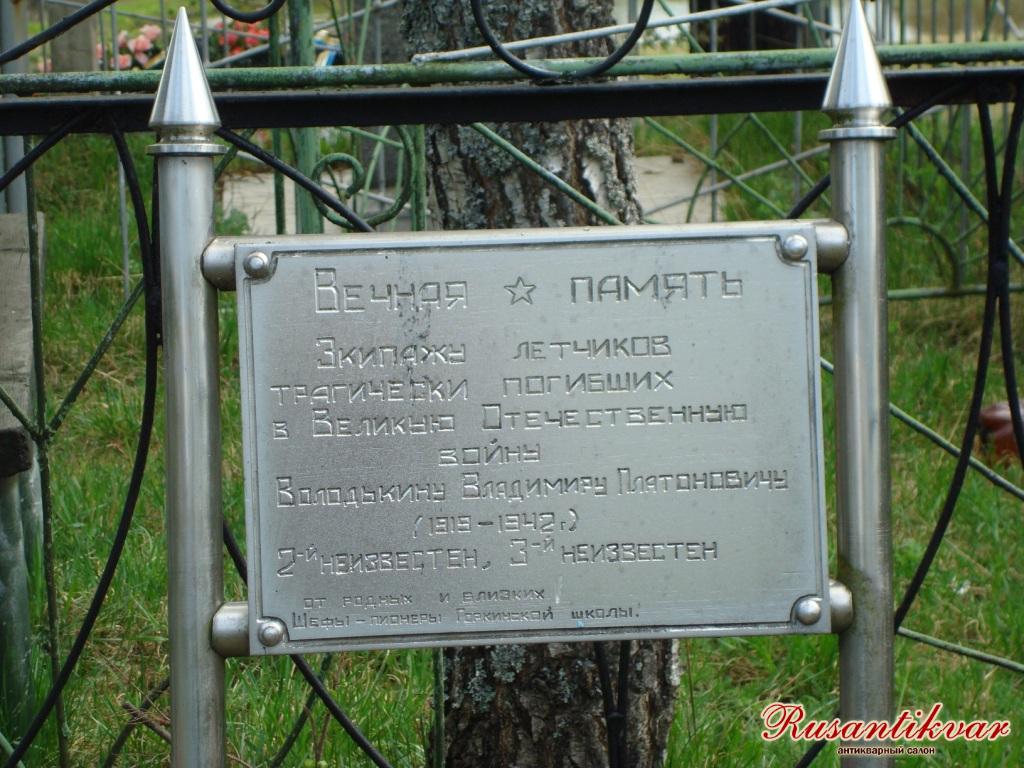 Вечная ☆ память
Экипажу летчиков
трагически погибших
в Великую Отечественную
войну
Володькину Владимиру Платоновичу
(1919-1942г)
2-й неизвестен, 3-й неизвестен
от родных и близких
Шефы-пионеры Горкинской школы.
Rusantikvar
антикварный салон